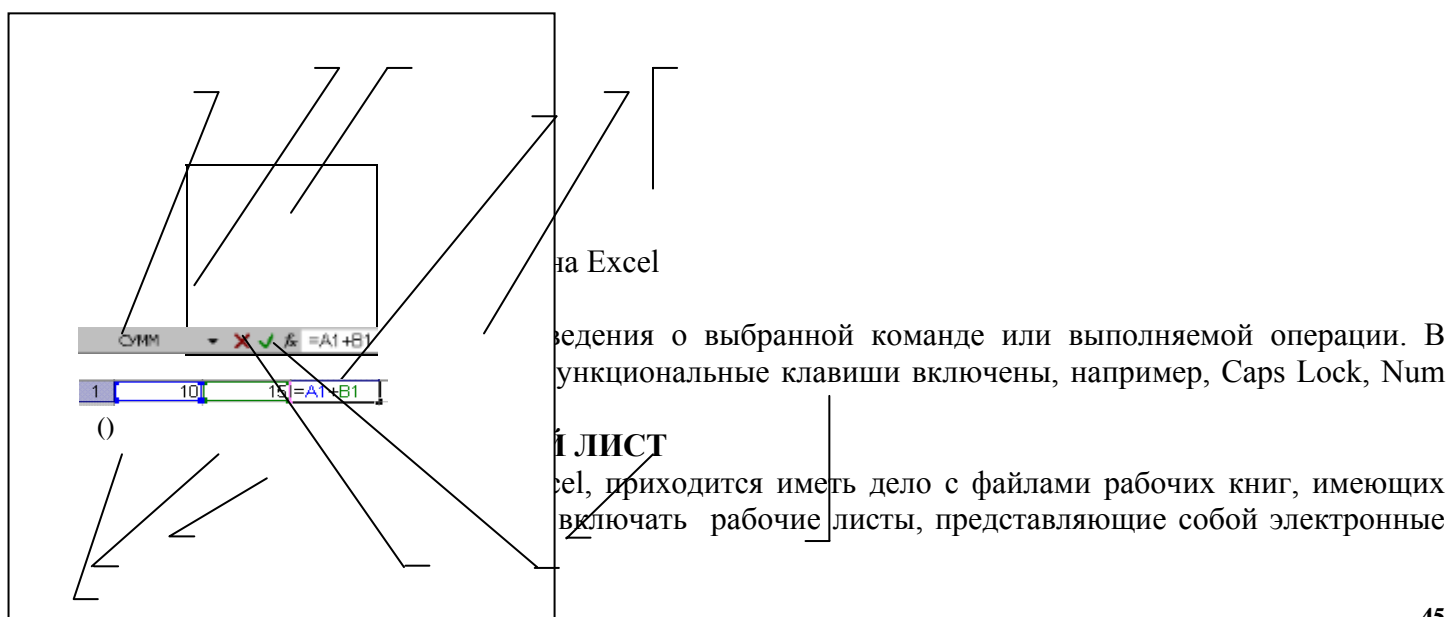 на Excel
СУММ =A1+B1
ведения о выбранной команде или выполняемой операции. В
ункциональные клавиши включены, например, Caps Lock, Num
1 10 15 =A1+B1
()
Й ЛИСТ
cel, приходится иметь дело с файлами рабочих книг, имеющих
включать рабочие листы, представляющие собой электронные
45